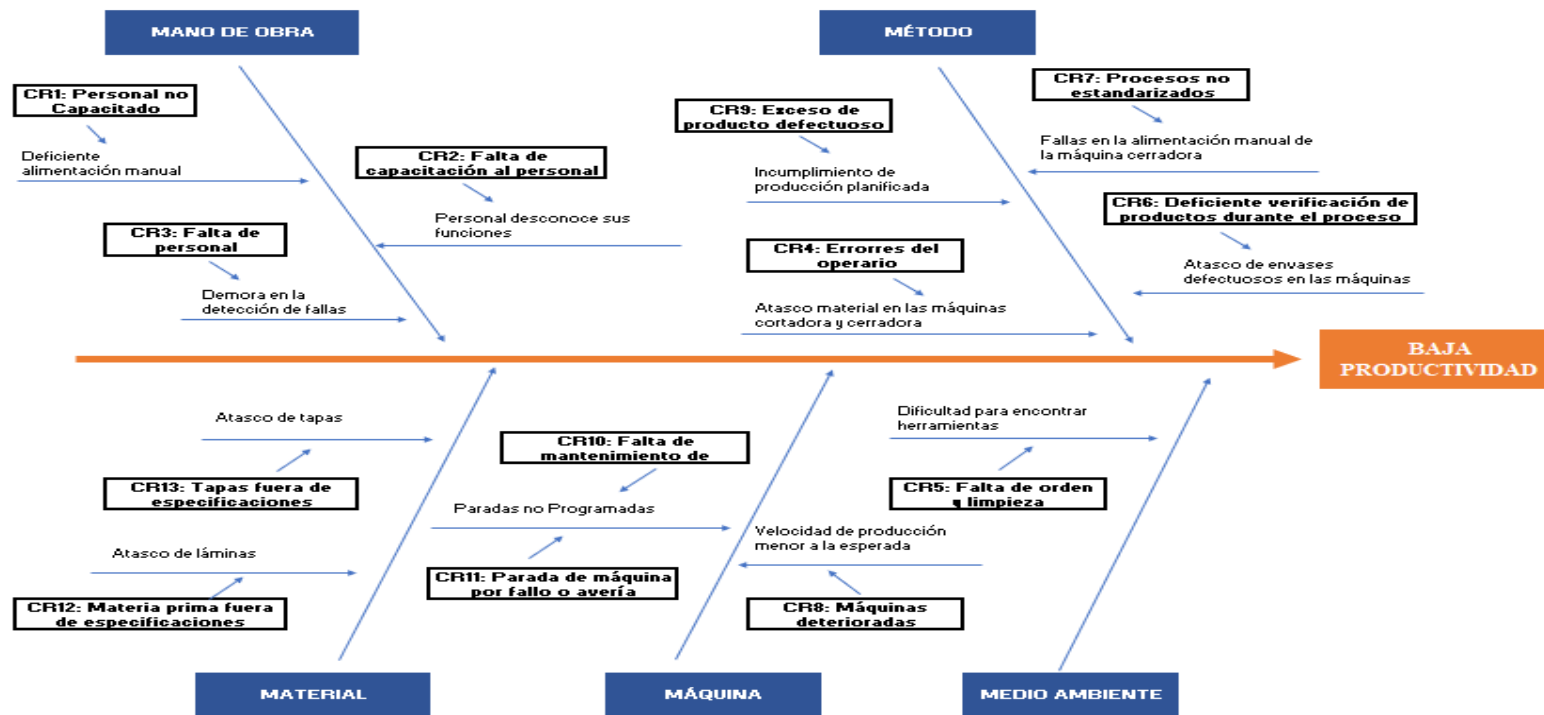 MANO DE OBRA
MÉTODO
CR1: Personal no
Capacitado
Deficiente
alimentación manual
CR2: Falta de
capacitación al personal
Personal desconoce sus
funciones
CR3: Falta de
personal
Demora en la
detección de fallas
CR9: Exceso de
producto defectuoso
Incumplimiento de
producción planificada
CR7: Procesos no
estandarizados
Fallas en la alimentación manual de
la máquina cerradora
CR6: Deficiente verificación de
productos durante el proceso
Atasco de envases
defectuosos en las máquinas
CR4: Errorres del
operario
Atasco material en las máquinas
cortadora y cerradora
BAJA
PRODUCTIVIDAD
Atasco de tapas
CR13: Tapas fuera de
especificaciones
Atasco de láminas
CR12: Materia prima fuera
de especificaciones
CR10: Falta de
mantenimiento de
Paradas no Programadas
CR11: Parada de máquina
por fallo o avería
Velocidad de producción
menor a la esperada
CR8: Máquinas
deterioradas
Dificultad para encontrar
herramientas
CR5: Falta de orden
y limpieza
MATERIAL
MÁQUINA
MEDIO AMBIENTE